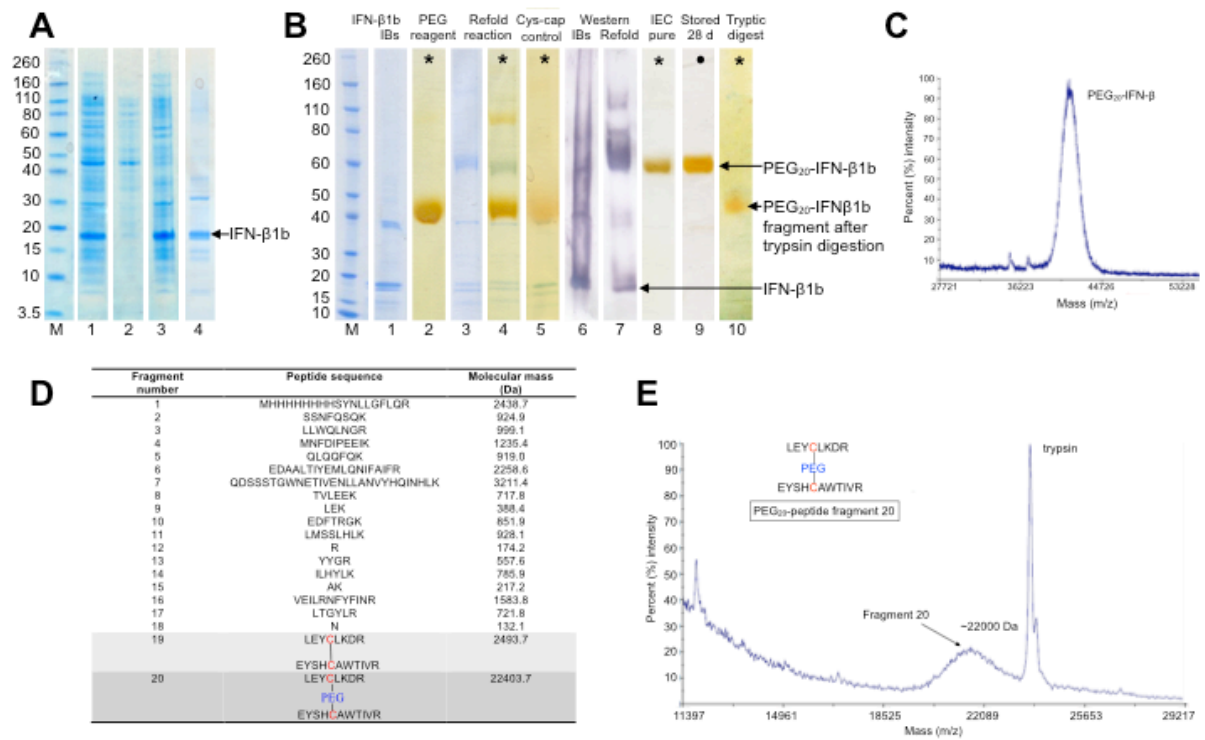 A
260
160
110
80
60
50
40
30
20
15
10
3.5
M 1 2 3 4
IFN-β1b
B
IFN-β1b PEG Refold Cys-cap Western IEC Stored Tryptic
IBs reagent reaction control IBs Refold pure 28 d digest
* * * * • *
260
160
110
80
60
50
40
30
20
15
10
M 1 2 3 4 5 6 7 8 9 10
PEG₂₀-IFN-β1b
PEG₂₀-IFNβ1b
fragment after
trypsin digestion
IFN-β1b
C
PEG₂₀-IFN-β
Percent (%) intensity
100
90
80
70
60
50
40
30
20
10
27721 36223 44726 53228
Mass (m/z)
D
Fragment Peptide sequence Molecular mass
number (Da)
1 MHHHHHHHHSYNLLGFLQR 2438.7
2 SSNFQSQK 924.9
3 LLWQLNGR 999.1
4 MNFDIPEEIK 1235.4
5 QLQQFQK 919.0
6 EDAALTIYEMLQNIFAIFR 2258.6
7 QDSSSTGWNETIVENLLANVYHQINHLK 3211.4
8 TVLEEK 717.8
9 LEK 388.4
10 EDFTRGK 851.9
11 LMSSLHLK 928.1
12 R 174.2
13 YYGR 557.6
14 ILHYLK 785.9
15 AK 217.2
16 VEILRNFYFINR 1583.8
17 LTGYLR 721.8
18 N 132.1
19 LEYCLKDR 2493.7
EYSHCAWTIVR
20 LEYCLKDR 22403.7
PEG
EYSHCAWTIVR
E
LEYCLKDR
PEG
EYSHCAWTIVR
PEG₂₀-peptide fragment 20
trypsin
Fragment 20
~22000 Da
Percent (%) intensity
100
90
80
70
60
50
40
30
20
10
11397 14961 18525 22089 25653 29217
Mass (m/z)